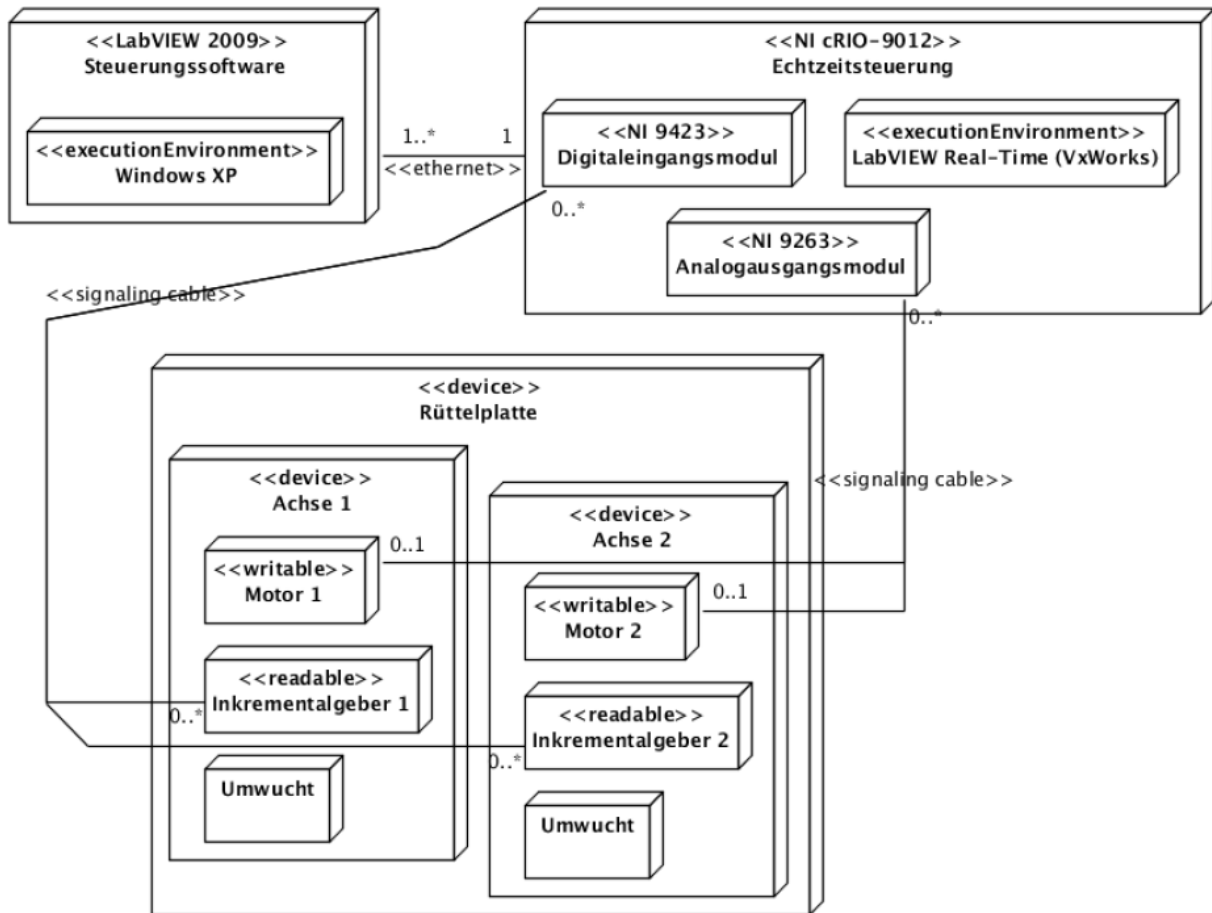 <<LabVIEW 2009>>
Steuerungssoftware
<<executionEnvironment>>
Windows XP
1..*
1
<<ethernet>>
<<NI cRIO-9012>>
Echtzeitsteuerung
<<NI 9423>>
Digitaleingangsmodul
<<executionEnvironment>>
LabVIEW Real-Time (VxWorks)
0..*
<<NI 9263>>
Analogausgangsmodul
0..*
<<signaling cable>>
<<device>>
Rüttelplatte
<<device>>
Achse 1
<<writable>>
Motor 1
0..1
<<readable>>
Inkrementalgeber 1
0..*
Umwucht
<<signaling cable>>
<<device>>
Achse 2
<<writable>>
Motor 2
0..1
<<readable>>
Inkrementalgeber 2
0..*
Umwucht